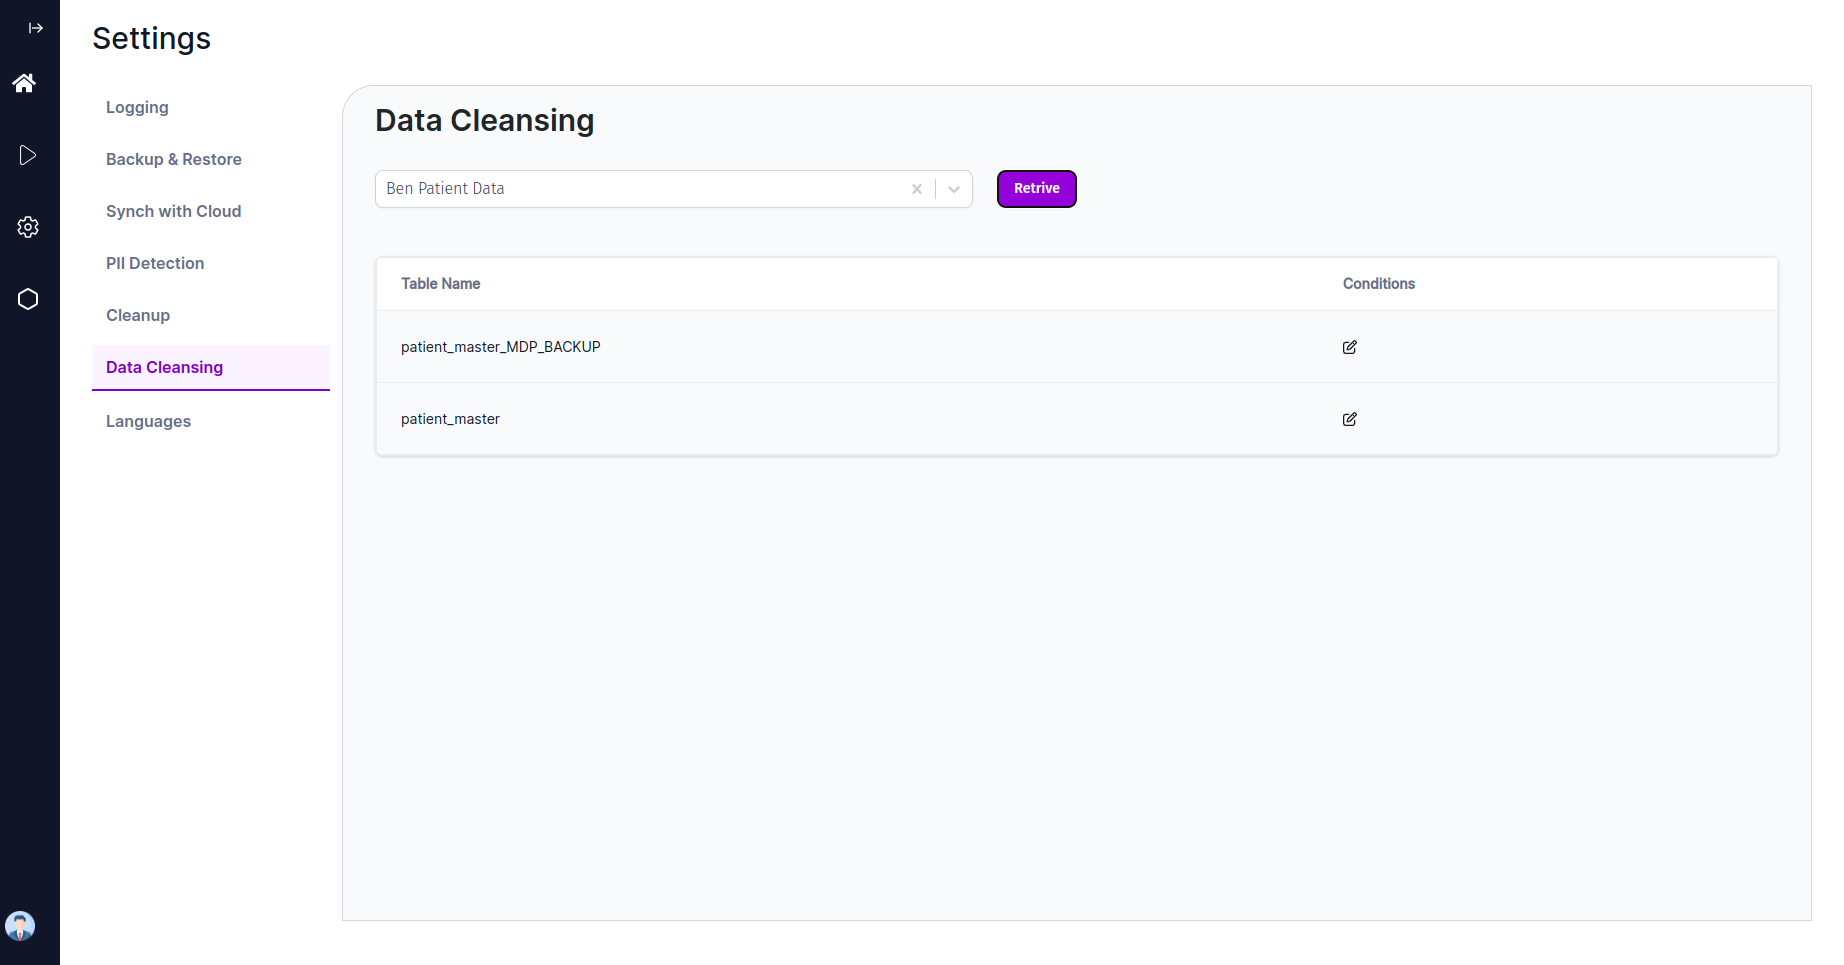 Settings
Logging
Backup & Restore
Synch with Cloud
PII Detection
Cleanup
Data Cleansing
Languages
Data Cleansing
Ben Patient Data
Retrive
Table Name Conditions
patient_master_MDP_BACKUP
patient_master